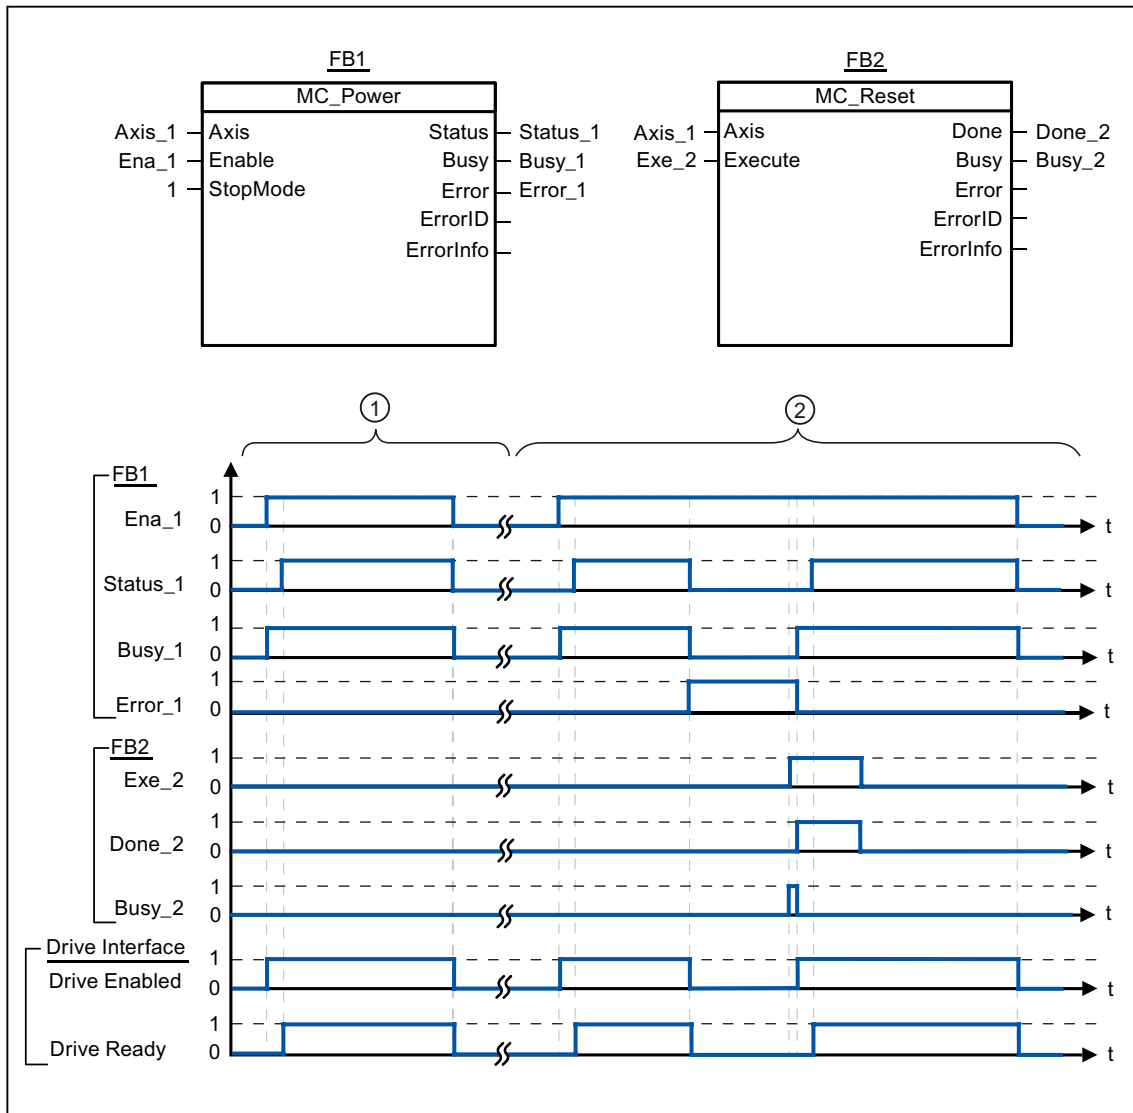 FB1
FB2
MC_Power
MC_Reset
Axis_1 Axis Status Status_1
Ena_1 Enable Busy Busy_1
1 StopMode Error Error_1
ErrorID
ErrorInfo
Axis_1 Axis Done Done_2
Exe_2 Execute Busy Busy_2
Error
ErrorID
ErrorInfo
1
2
FB1
1
Ena_1 0 t
1
Status_1 0 t
1
Busy_1 0 t
1
Error_1 0 t
FB2
1
Exe_2 0 t
1
Done_2 0 t
1
Busy_2 0 t
Drive Interface
1
Drive Enabled 0 t
1
Drive Ready 0 t